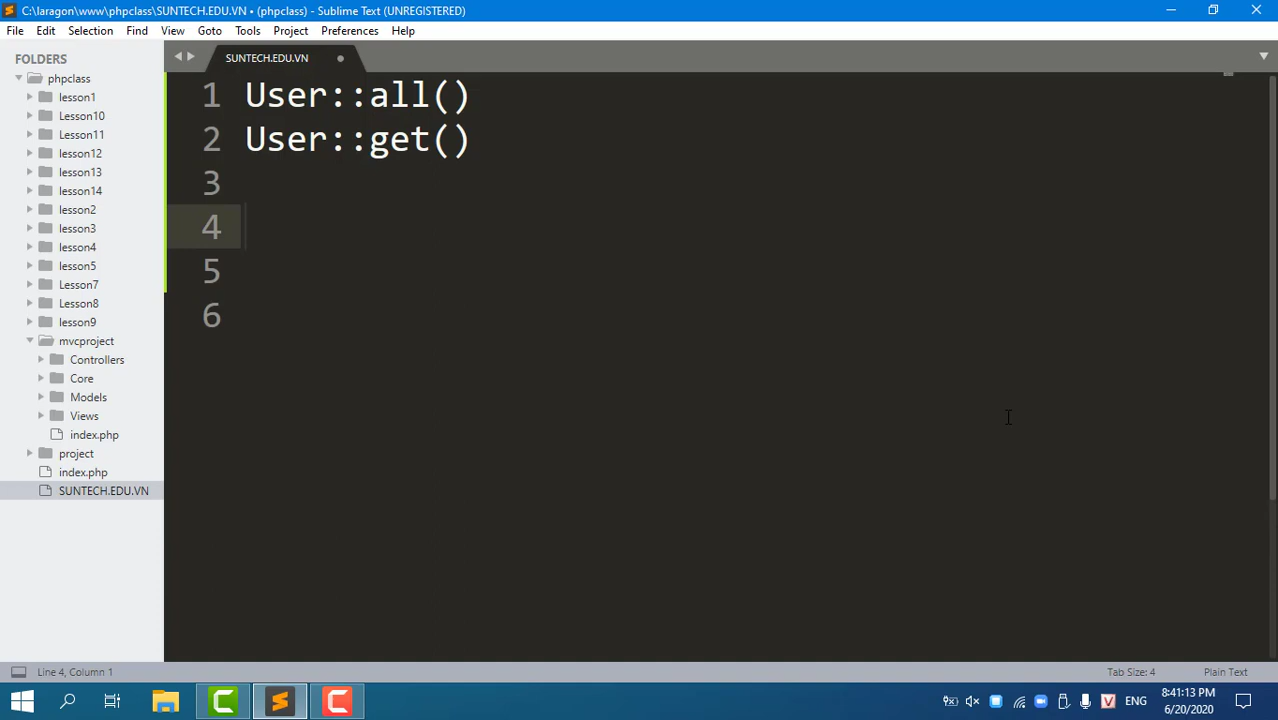 C:\laragon\www\phpclass\SUNTECH.EDU.VN • (phpclass) - Sublime Text (UNREGISTERED)
File Edit Selection Find View Goto Tools Project Preferences Help
FOLDERS
phpclass
lesson1
Lesson10
Lesson11
lesson12
lesson13
lesson14
lesson2
lesson3
lesson4
lesson5
Lesson7
Lesson8
lesson9
mvcproject
Controllers
Core
Models
Views
index.php
project
index.php
SUNTECH.EDU.VN
SUNTECH.EDU.VN
1 User::all()
2 User::get()
3
4
5
6
Line 4, Column 1
Tab Size: 4
Plain Text
V ENG
8:41:13 PM
6/20/2020